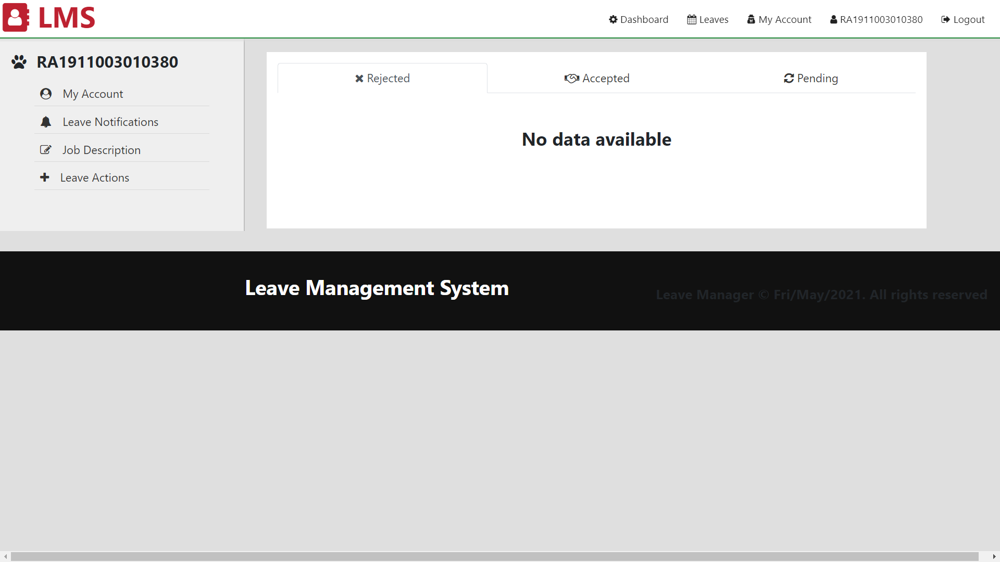 LMS
Dashboard
Leaves
My Account
RA1911003010380
Logout
RA1911003010380
My Account
Leave Notifications
Job Description
Leave Actions
Rejected
Accepted
Pending
No data available
Leave Management System
Leave Manager © Fri/May/2021. All rights reserved